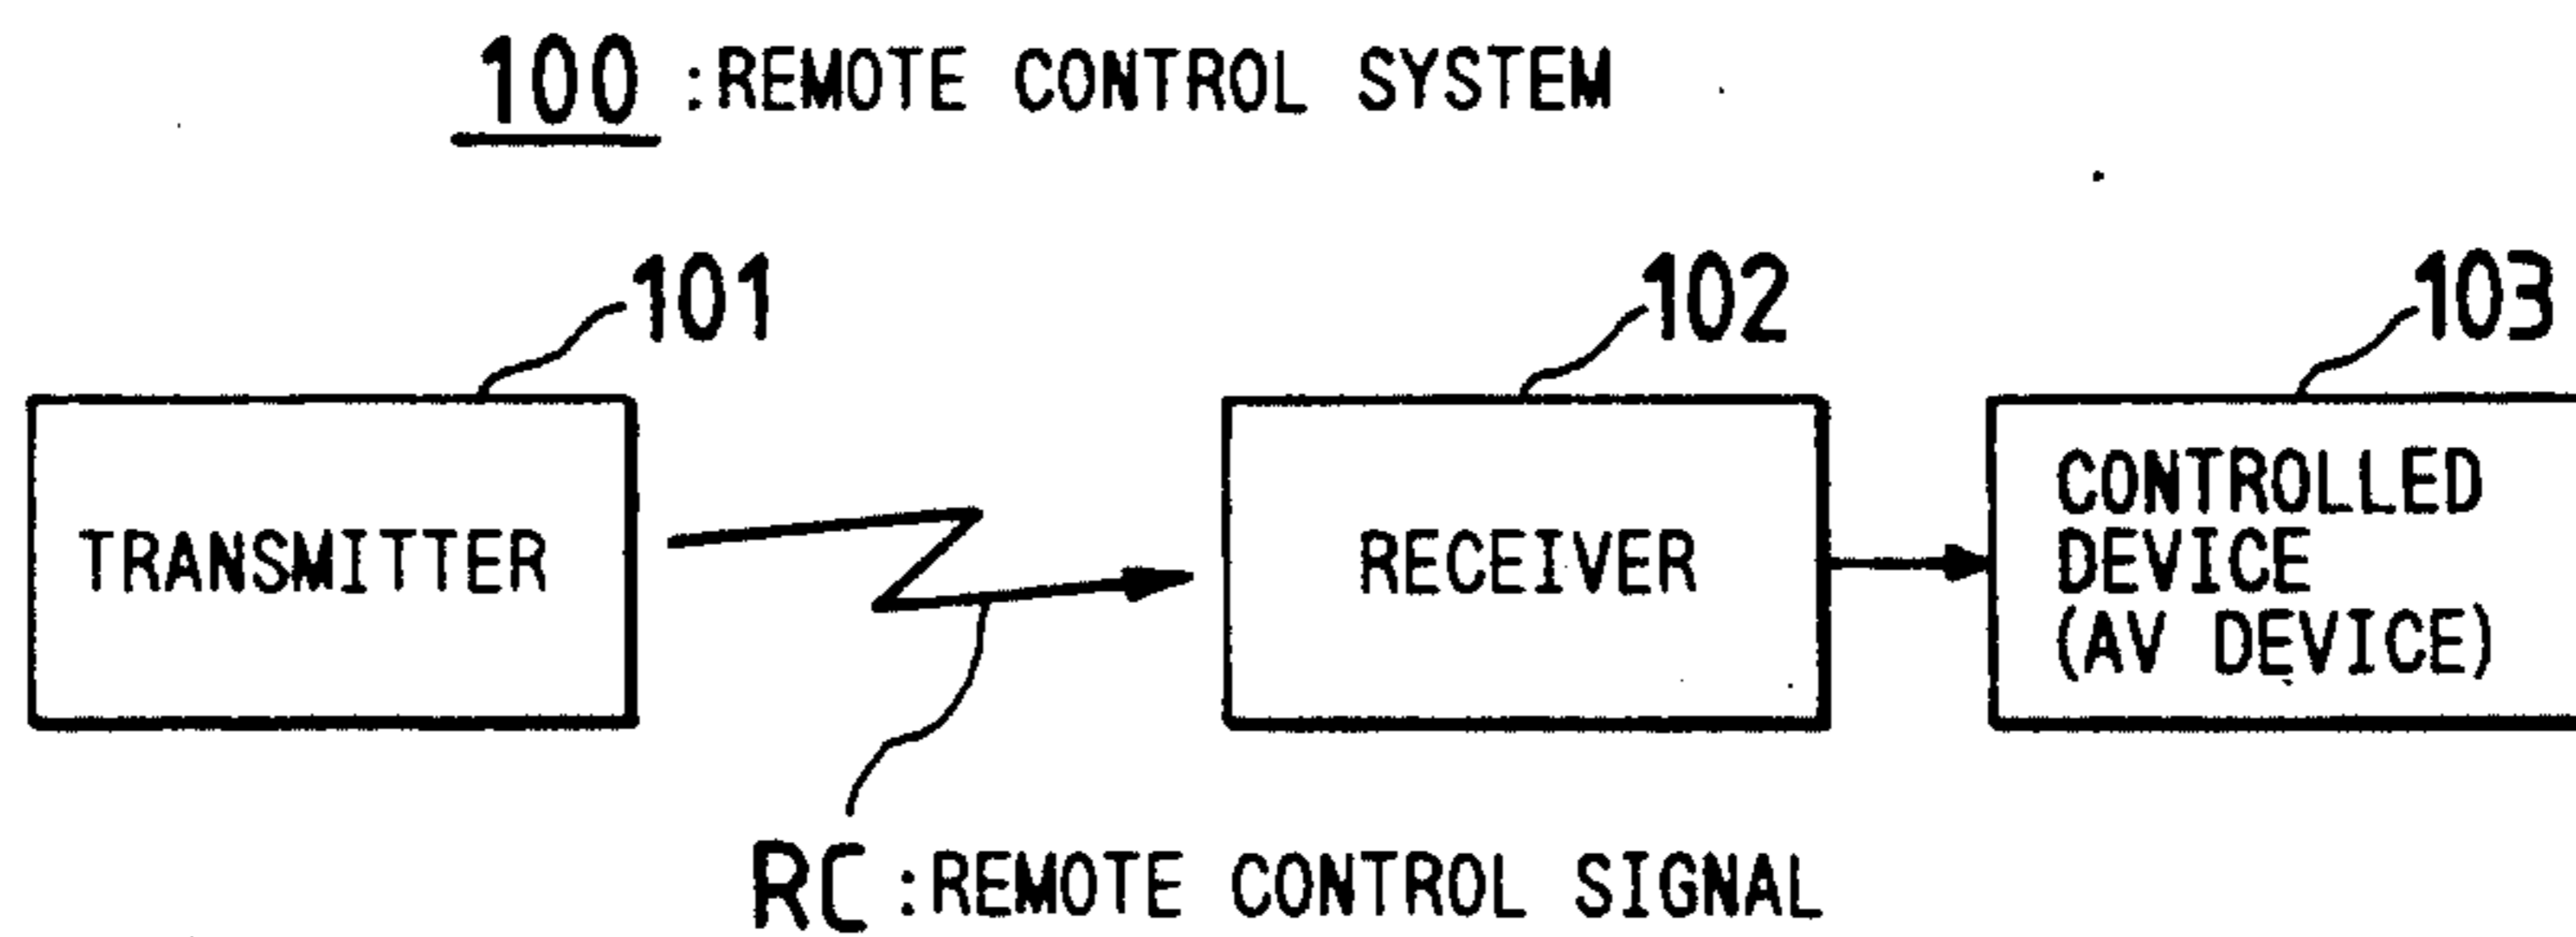 100 :REMOTE CONTROL SYSTEM
101
102
103
TRANSMITTER
RECEIVER
CONTROLLED
DEVICE
(AV DEVICE)
RC :REMOTE CONTROL SIGNAL